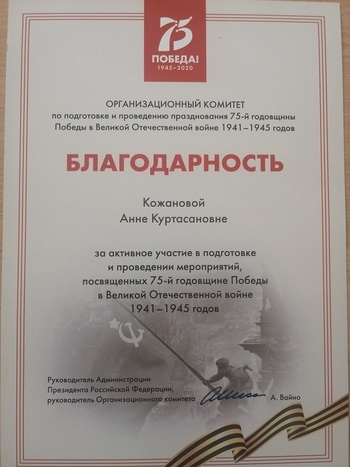 75
ПОБЕДА!
1945–2020
ОРГАНИЗАЦИОННЫЙ КОМИТЕТ
по подготовке и проведению празднования 75-й годовщины
Победы в Великой Отечественной войне 1941–1945 годов
БЛАГОДАРНОСТЬ
Кожановой
Анне Куртасановне
за активное участие в подготовке
и проведении мероприятий,
посвященных 75-й годовщине Победы
в Великой Отечественной войне
1941–1945 годов
Руководитель Администрации
Президента Российской Федерации,
руководитель Организационного комитета А. Вайно